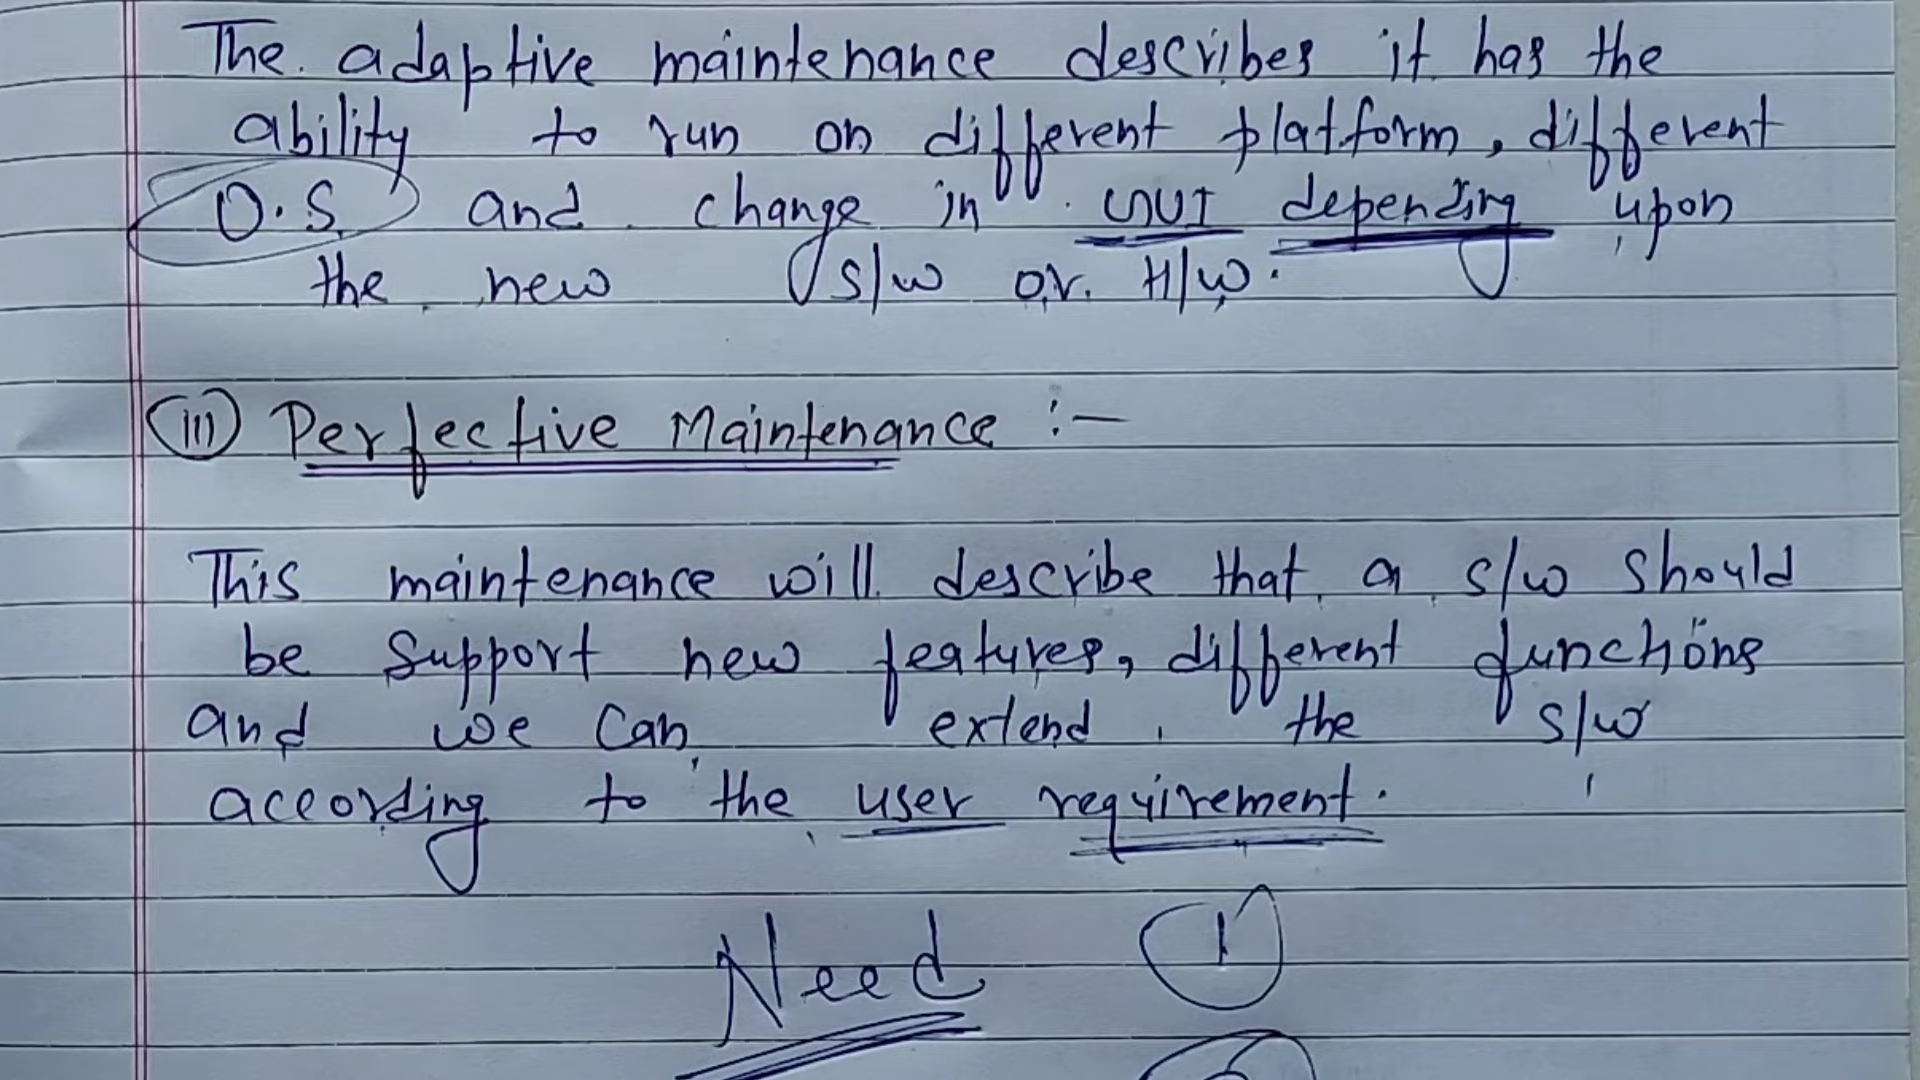 The adaptive maintenance describes it has the
ability to run on different platform, different
O.S. and change in GUI depending upon
the new S/w or H/w.
(III) Perfective Maintenance :-
This maintenance will describe that a s/w should
be support new features, different functions
and we can extend the S/w
according to the user requirement.
Need (1)